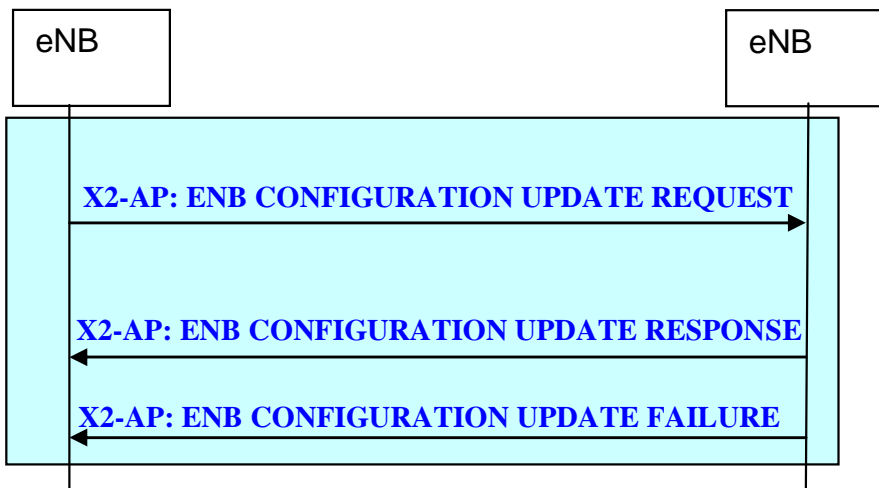 eNB
eNB
X2-AP: ENB CONFIGURATION UPDATE REQUEST
X2-AP: ENB CONFIGURATION UPDATE RESPONSE
X2-AP: ENB CONFIGURATION UPDATE FAILURE